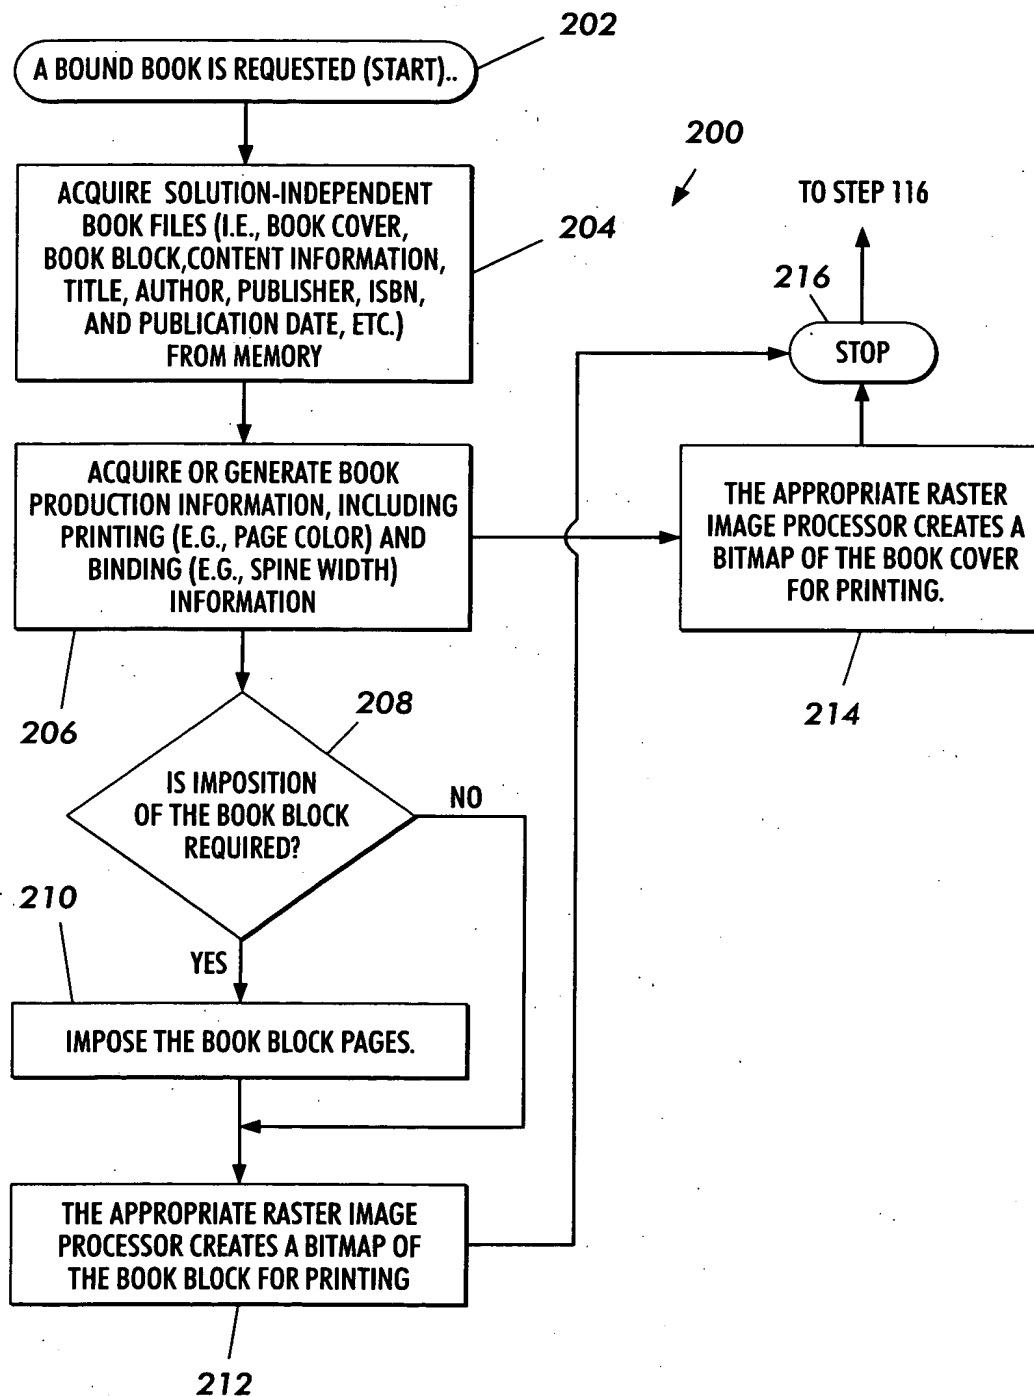 202
A BOUND BOOK IS REQUESTED (START)..
200
ACQUIRE SOLUTION-INDEPENDENT
BOOK FILES (I.E., BOOK COVER,
BOOK BLOCK,CONTENT INFORMATION,
TITLE, AUTHOR, PUBLISHER, ISBN,
AND PUBLICATION DATE, ETC.)
FROM MEMORY
204
TO STEP 116
216
STOP
ACQUIRE OR GENERATE BOOK
PRODUCTION INFORMATION, INCLUDING
PRINTING (E.G., PAGE COLOR) AND
BINDING (E.G., SPINE WIDTH)
INFORMATION
206
THE APPROPRIATE RASTER
IMAGE PROCESSOR CREATES A
BITMAP OF THE BOOK COVER
FOR PRINTING.
214
208
IS IMPOSITION
OF THE BOOK BLOCK
REQUIRED?
NO
YES
210
IMPOSE THE BOOK BLOCK PAGES.
THE APPROPRIATE RASTER IMAGE
PROCESSOR CREATES A BITMAP OF
THE BOOK BLOCK FOR PRINTING
212